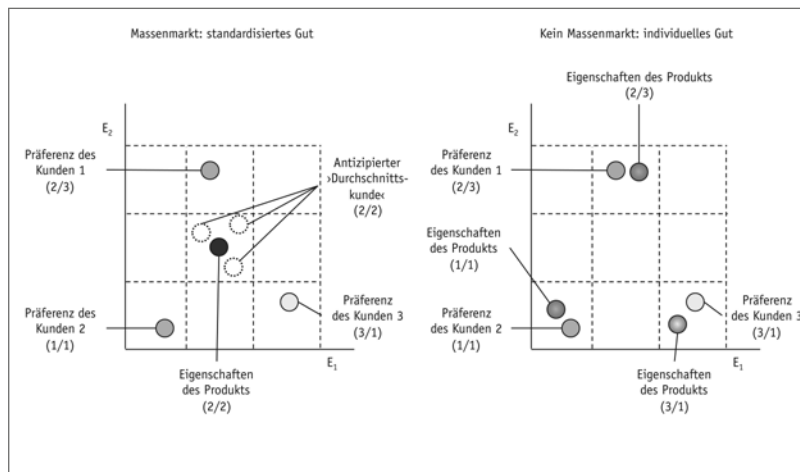 Massenmarkt: standardisiertes Gut
E₂
Präferenz des
Kunden 1
(2/3)
Antizipierter
›Durchschnitts-
kunde‹
(2/2)
Präferenz des
Kunden 2
(1/1)
Präferenz des
Kunden 3
(3/1)
E₁
Eigenschaften
des Produkts
(2/2)
Kein Massenmarkt: individuelles Gut
Eigenschaften des Produkts
(2/3)
E₂
Präferenz des
Kunden 1
(2/3)
Eigenschaften
des Produkts
(1/1)
Präferenz des
Kunden 2
(1/1)
Präferenz
des Kunden 3
(3/1)
E₁
Eigenschaften
des Produkts
(3/1)